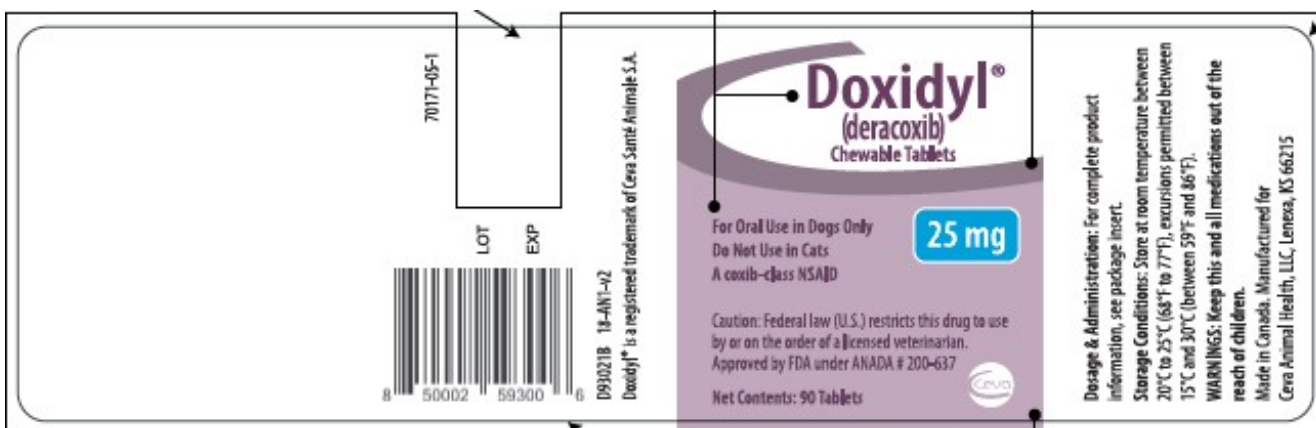 70171-05-1
LOT
EXP
8 50002 59300 6
D93021B 18-AN1-v2
Doxidyl® is a registered trademark of Ceva Santé Animale S.A.
Doxidyl®
(deracoxib)
Chewable Tablets
For Oral Use in Dogs Only
Do Not Use in Cats
A coxib-class NSAID
25 mg
Caution: Federal law (U.S.) restricts this drug to use
by or on the order of a licensed veterinarian.
Approved by FDA under ANADA # 200-637
Net Contents: 90 Tablets
Ceva
Dosage & Administration: For complete product
information, see package insert.
Storage Conditions: Store at room temperature between
20°C to 25°C (68°F to 77°F), excursions permitted between
15°C and 30°C (between 59°F and 86°F).
WARNINGS: Keep this and all medications out of the
reach of children.
Made in Canada. Manufactured for
Ceva Animal Health, LLC, Lenexa, KS 66215